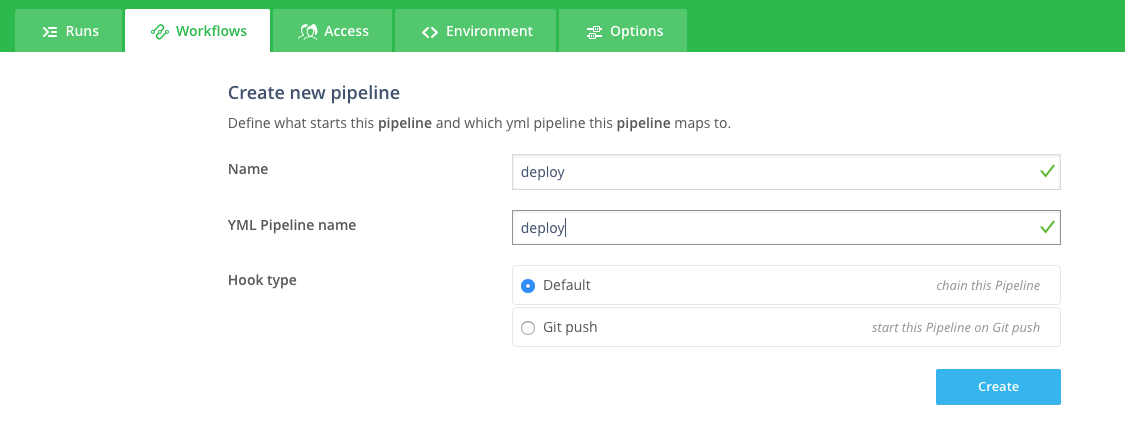 Runs Workflows Access Environment Options
Create new pipeline
Define what starts this pipeline and which yml pipeline this pipeline maps to.
Name deploy
YML Pipeline name deploy
Hook type Default chain this Pipeline
Git push start this Pipeline on Git push
Create